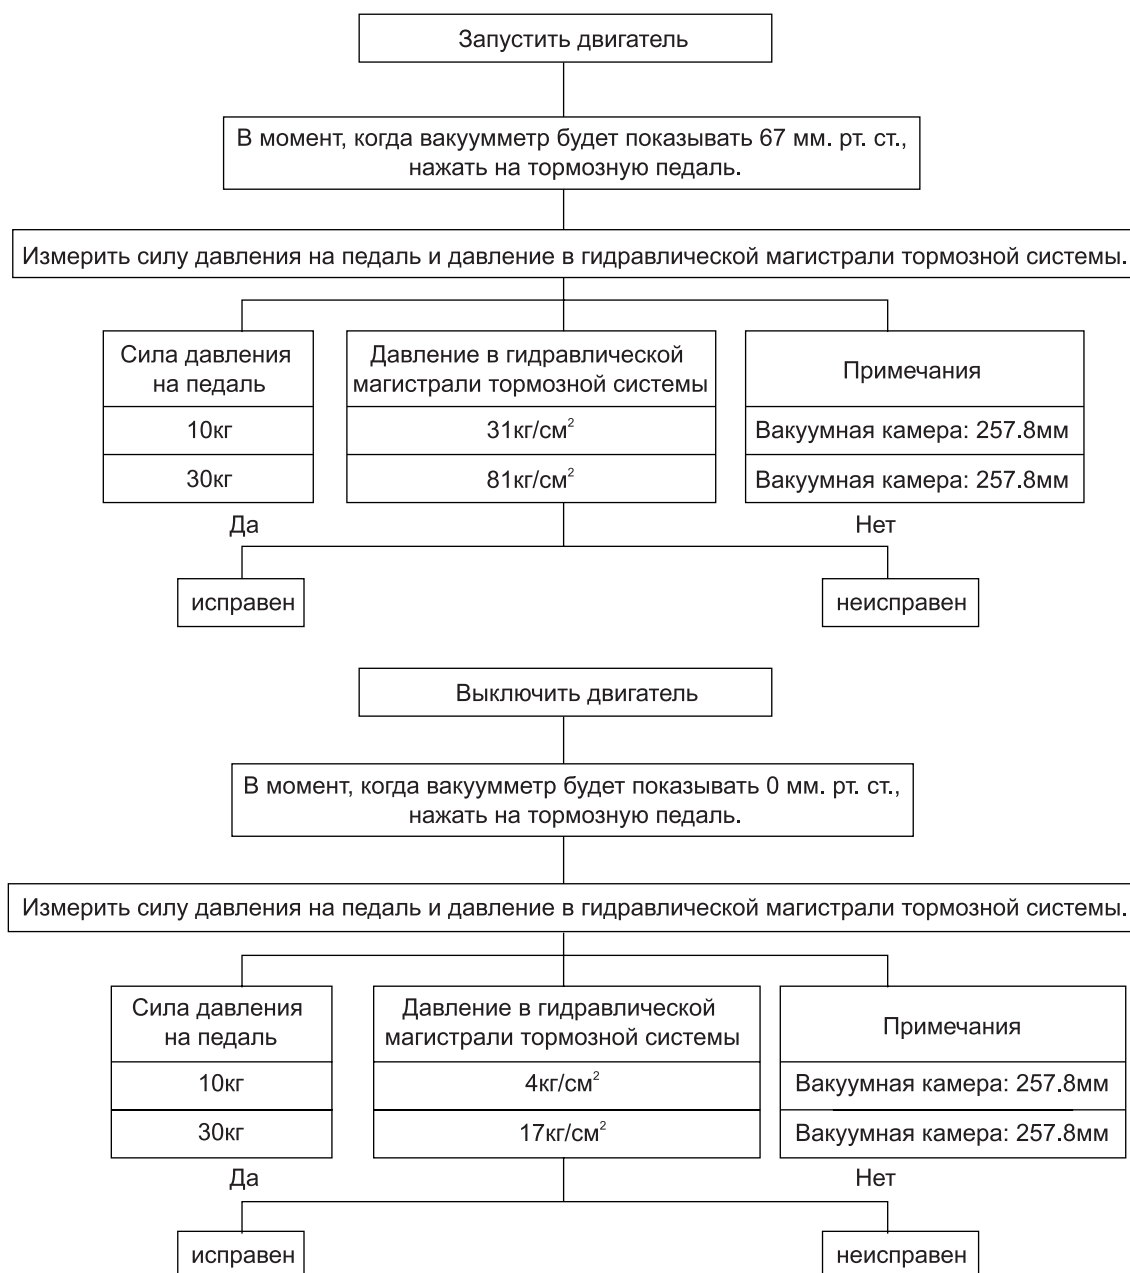 Запустить двигатель
В момент, когда вакуумметр будет показывать 67 мм. рт. ст.,
нажать на тормозную педаль.
Измерить силу давления на педаль и давление в гидравлической магистрали тормозной системы.
Сила давления
на педаль
Давление в гидравлической
магистрали тормозной системы
Примечания
10кг
31кг/см²
Вакуумная камера: 257.8мм
30кг
81кг/см²
Вакуумная камера: 257.8мм
Да
Нет
исправен
неисправен
Выключить двигатель
В момент, когда вакуумметр будет показывать 0 мм. рт. ст.,
нажать на тормозную педаль.
Измерить силу давления на педаль и давление в гидравлической магистрали тормозной системы.
Сила давления
на педаль
Давление в гидравлической
магистрали тормозной системы
Примечания
10кг
4кг/см²
Вакуумная камера: 257.8мм
30кг
17кг/см²
Вакуумная камера: 257.8мм
Да
Нет
исправен
неисправен